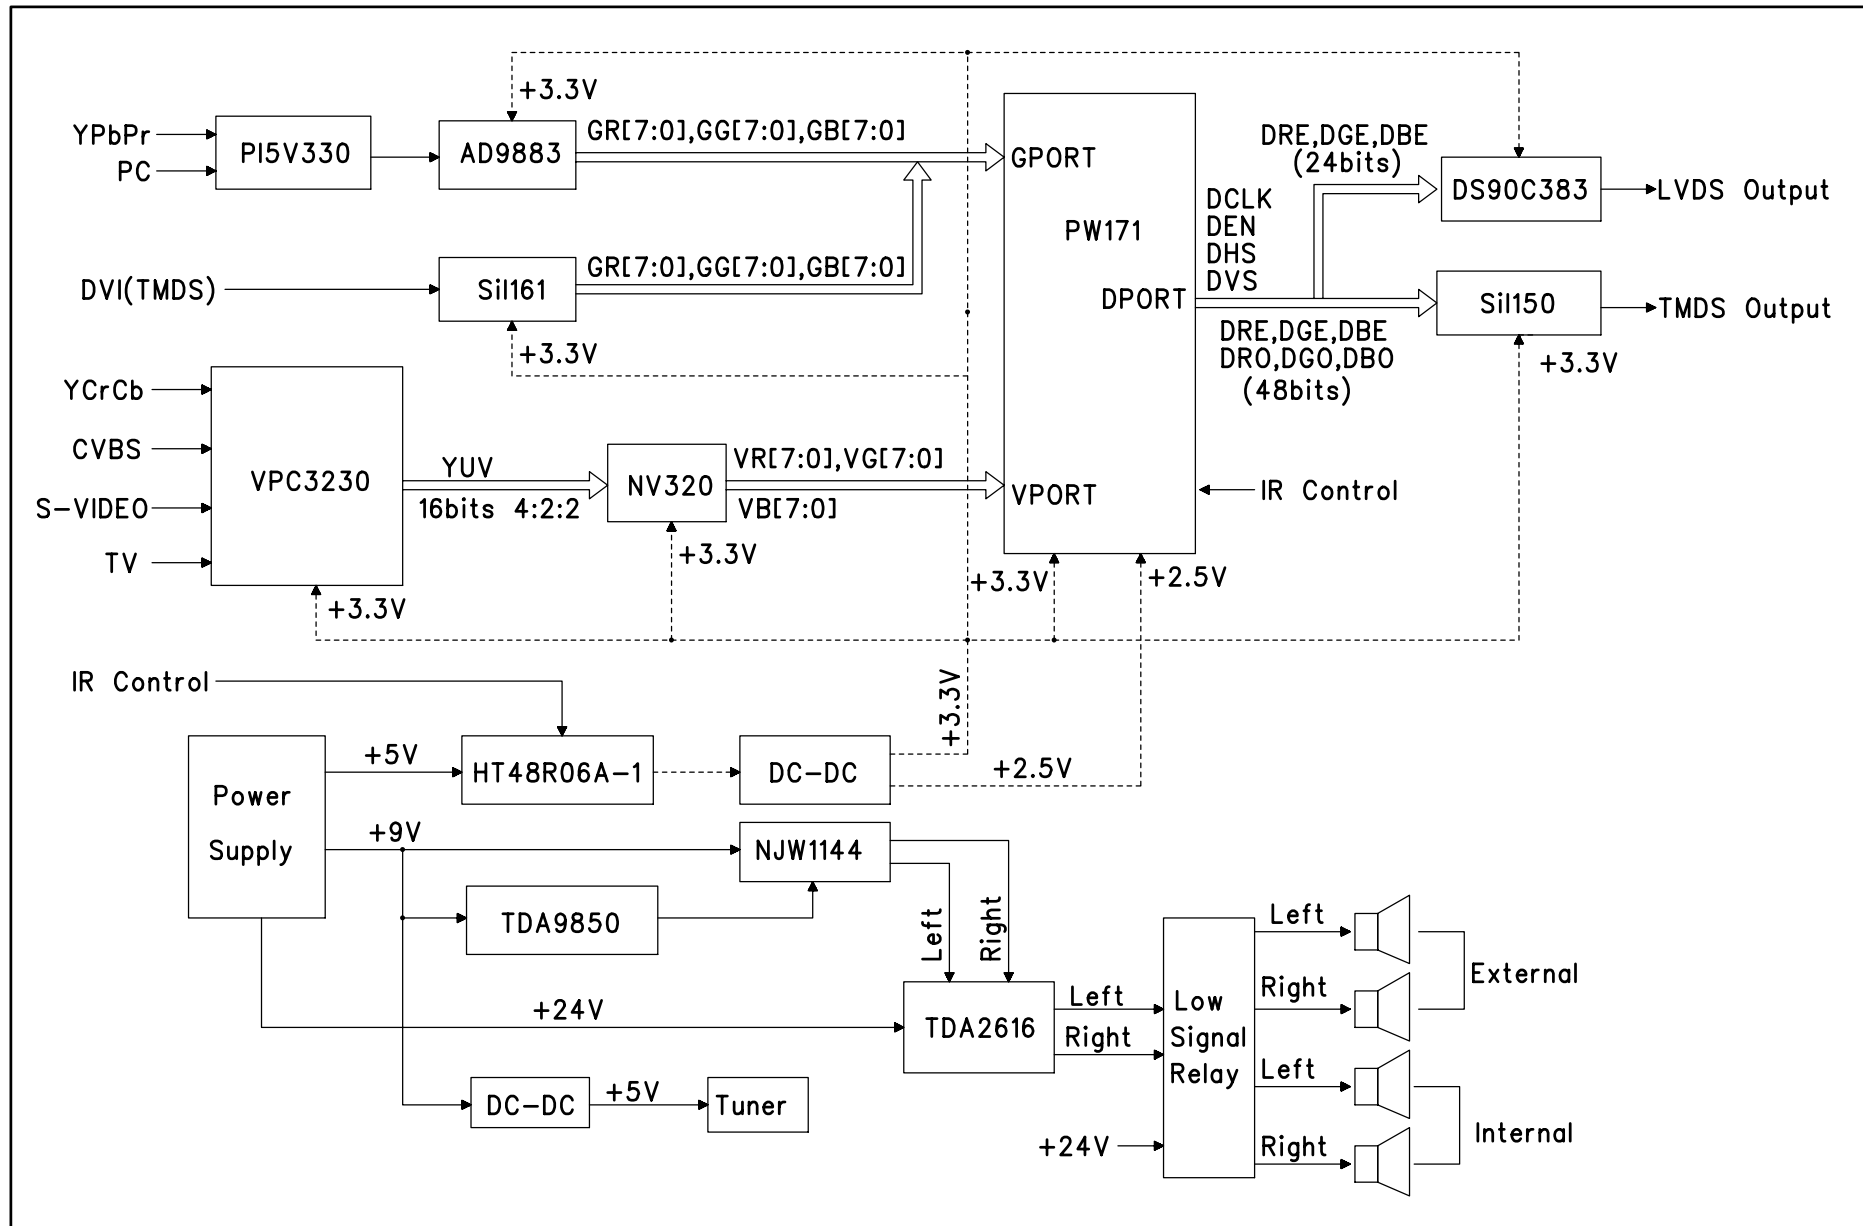 +3.3V
YPbPr
PC
PI5V330
AD9883
GR[7:0],GG[7:0],GB[7:0]
GPORT
PW171
DRE,DGE,DBE
(24bits)
DS90C383
LVDS Output
DCLK
DEN
DHS
DVS
DVI(TMDS)
SiI161
GR[7:0],GG[7:0],GB[7:0]
+3.3V
DPORT
SiI150
TMDS Output
DRE,DGE,DBE
DRO,DGO,DBO
(48bits)
+3.3V
YCrCb
CVBS
S-VIDEO
TV
VPC3230
YUV
16bits 4:2:2
NV320
VR[7:0],VG[7:0]
VB[7:0]
VPORT
IR Control
+3.3V
+3.3V
+3.3V
+2.5V
IR Control
+3.3V
Power
Supply
+5V
HT48R06A-1
DC-DC
+2.5V
+9V
NJW1144
TDA9850
Left
Right
+24V
TDA2616
Left
Right
Low
Signal
Relay
Left
Right
External
Left
Right
Internal
+24V
DC-DC
+5V
Tuner